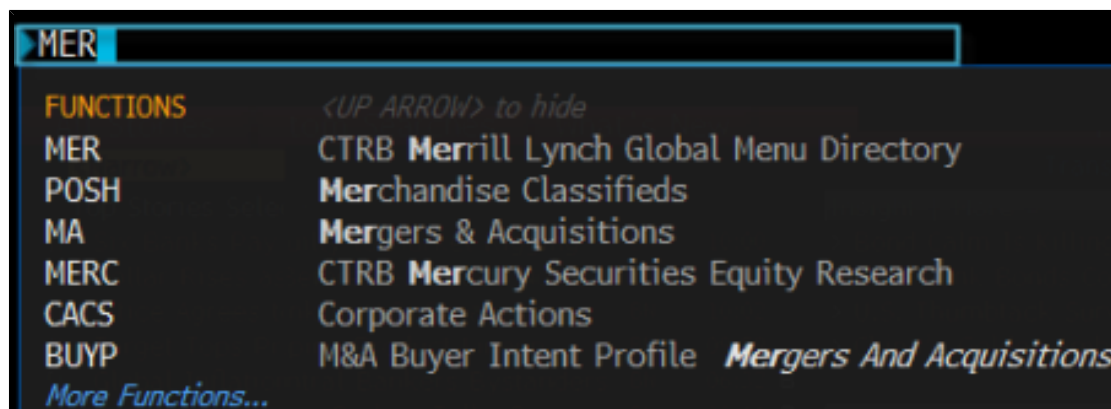 MER
FUNCTIONS <UP ARROW> to hide
MER CTRB Merrill Lynch Global Menu Directory
POSH Merchandise Classifieds
MA Mergers & Acquisitions
MERC CTRB Mercury Securities Equity Research
CACS Corporate Actions
BUYP M&A Buyer Intent Profile Mergers And Acquisitions
More Functions...